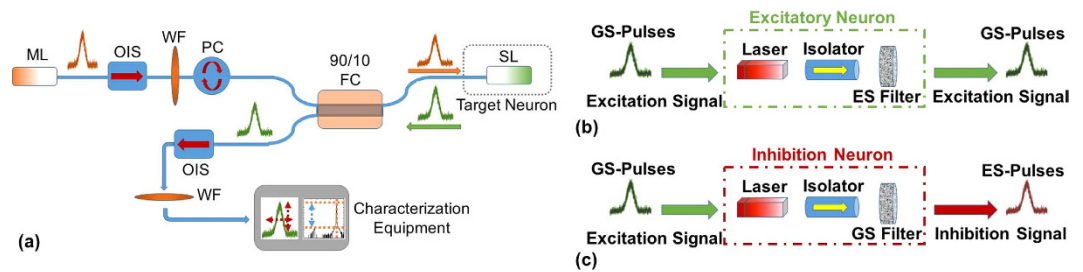 (a)
ML
OIS
WF
PC
90/10
FC
SL
Target Neuron
OIS
WF
Characterization
Equipment
Excitatory Neuron
GS-Pulses
Laser
Isolator
GS-Pulses
Excitation Signal
ES Filter
Excitation Signal
(b)
Inhibition Neuron
GS-Pulses
Laser
Isolator
ES-Pulses
Excitation Signal
GS Filter
Inhibition Signal
(c)